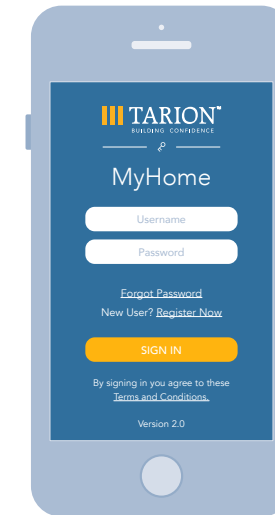 TARION™
BUILDING CONFIDENCE
MyHome
Username
Password
Forgot Password
New User? Register Now
SIGN IN
By signing in you agree to these
Terms and Conditions.
Version 2.0